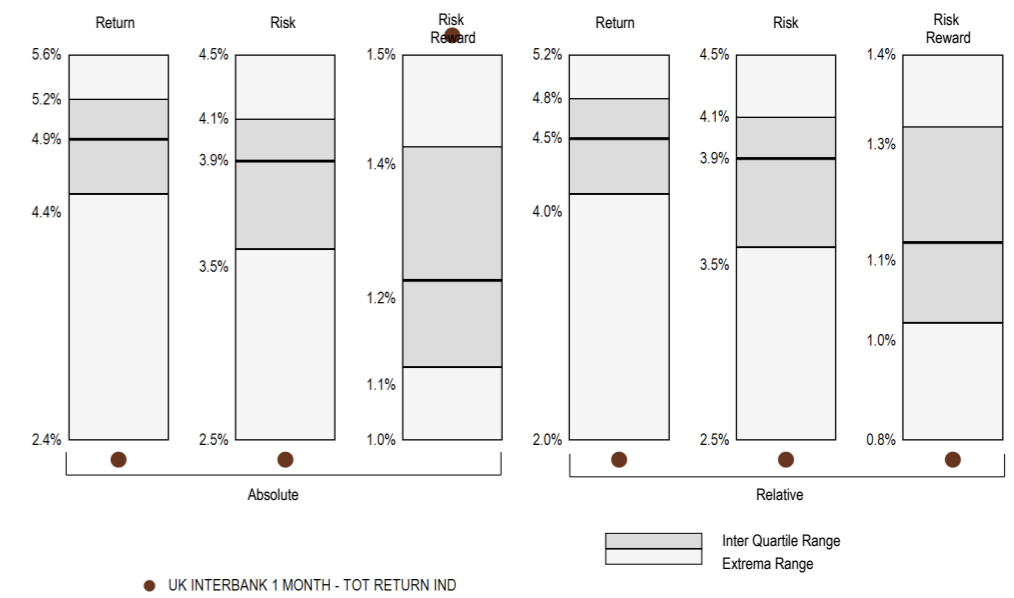 Return
Risk
Risk
Reward
Return
Risk
Risk
Reward
5.6%
5.2%
4.9%
4.4%
2.4%
4.5%
4.1%
3.9%
3.5%
2.5%
1.5%
1.4%
1.2%
1.1%
1.0%
5.2%
4.8%
4.5%
4.0%
2.0%
4.5%
4.1%
3.9%
3.5%
2.5%
1.4%
1.3%
1.1%
1.0%
0.8%
Absolute
Relative
Inter Quartile Range
Extrema Range
UK INTERBANK 1 MONTH - TOT RETURN IND